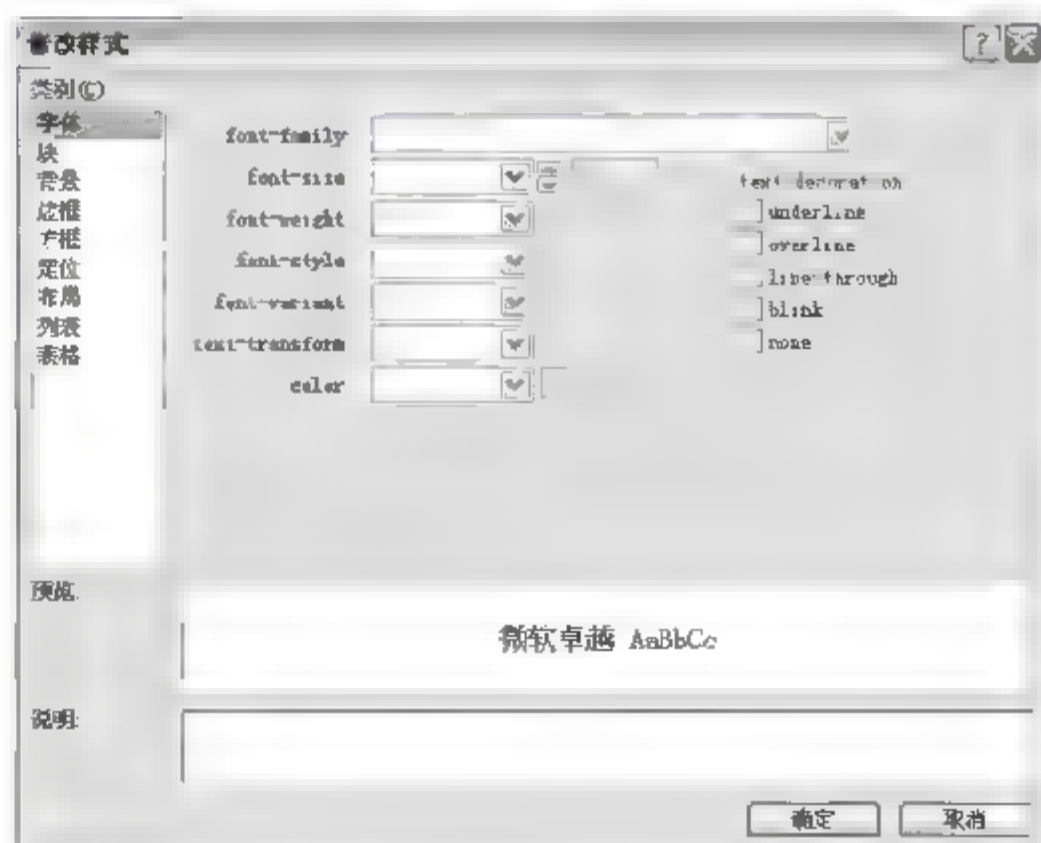 修改样式
类别(C)
字体
块
背景
边框
方框
定位
布局
列表
表格
font-family
font-size
font-weight
font-style
font-variant
text-transform
color
text-decoration
underline
overline
line-through
blink
none
预览:
微软卓越 AaBbCc
说明:
确定
取消